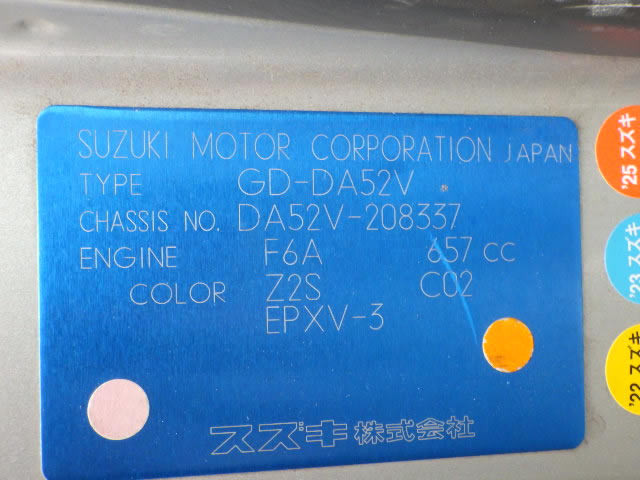 SUZUKI MOTOR CORPORATION JAPAN
TYPE GD-DA52V
CHASSIS NO. DA52V-208337
ENGINE F6A 657 CC
COLOR Z2S C02
EPXV-3
スズキ株式会社
'25 スズキ
'23 スズキ
'22 スズキ